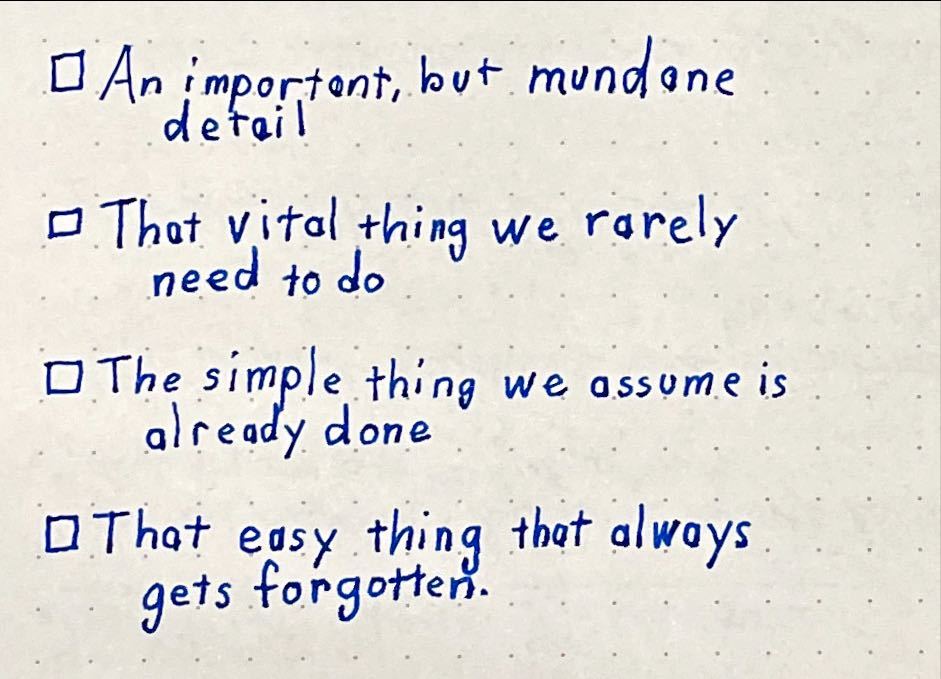 An important, but mundane
detail
That vital thing we rarely
need to do
The simple thing we assume is
already done
That easy thing that always
gets forgotten.